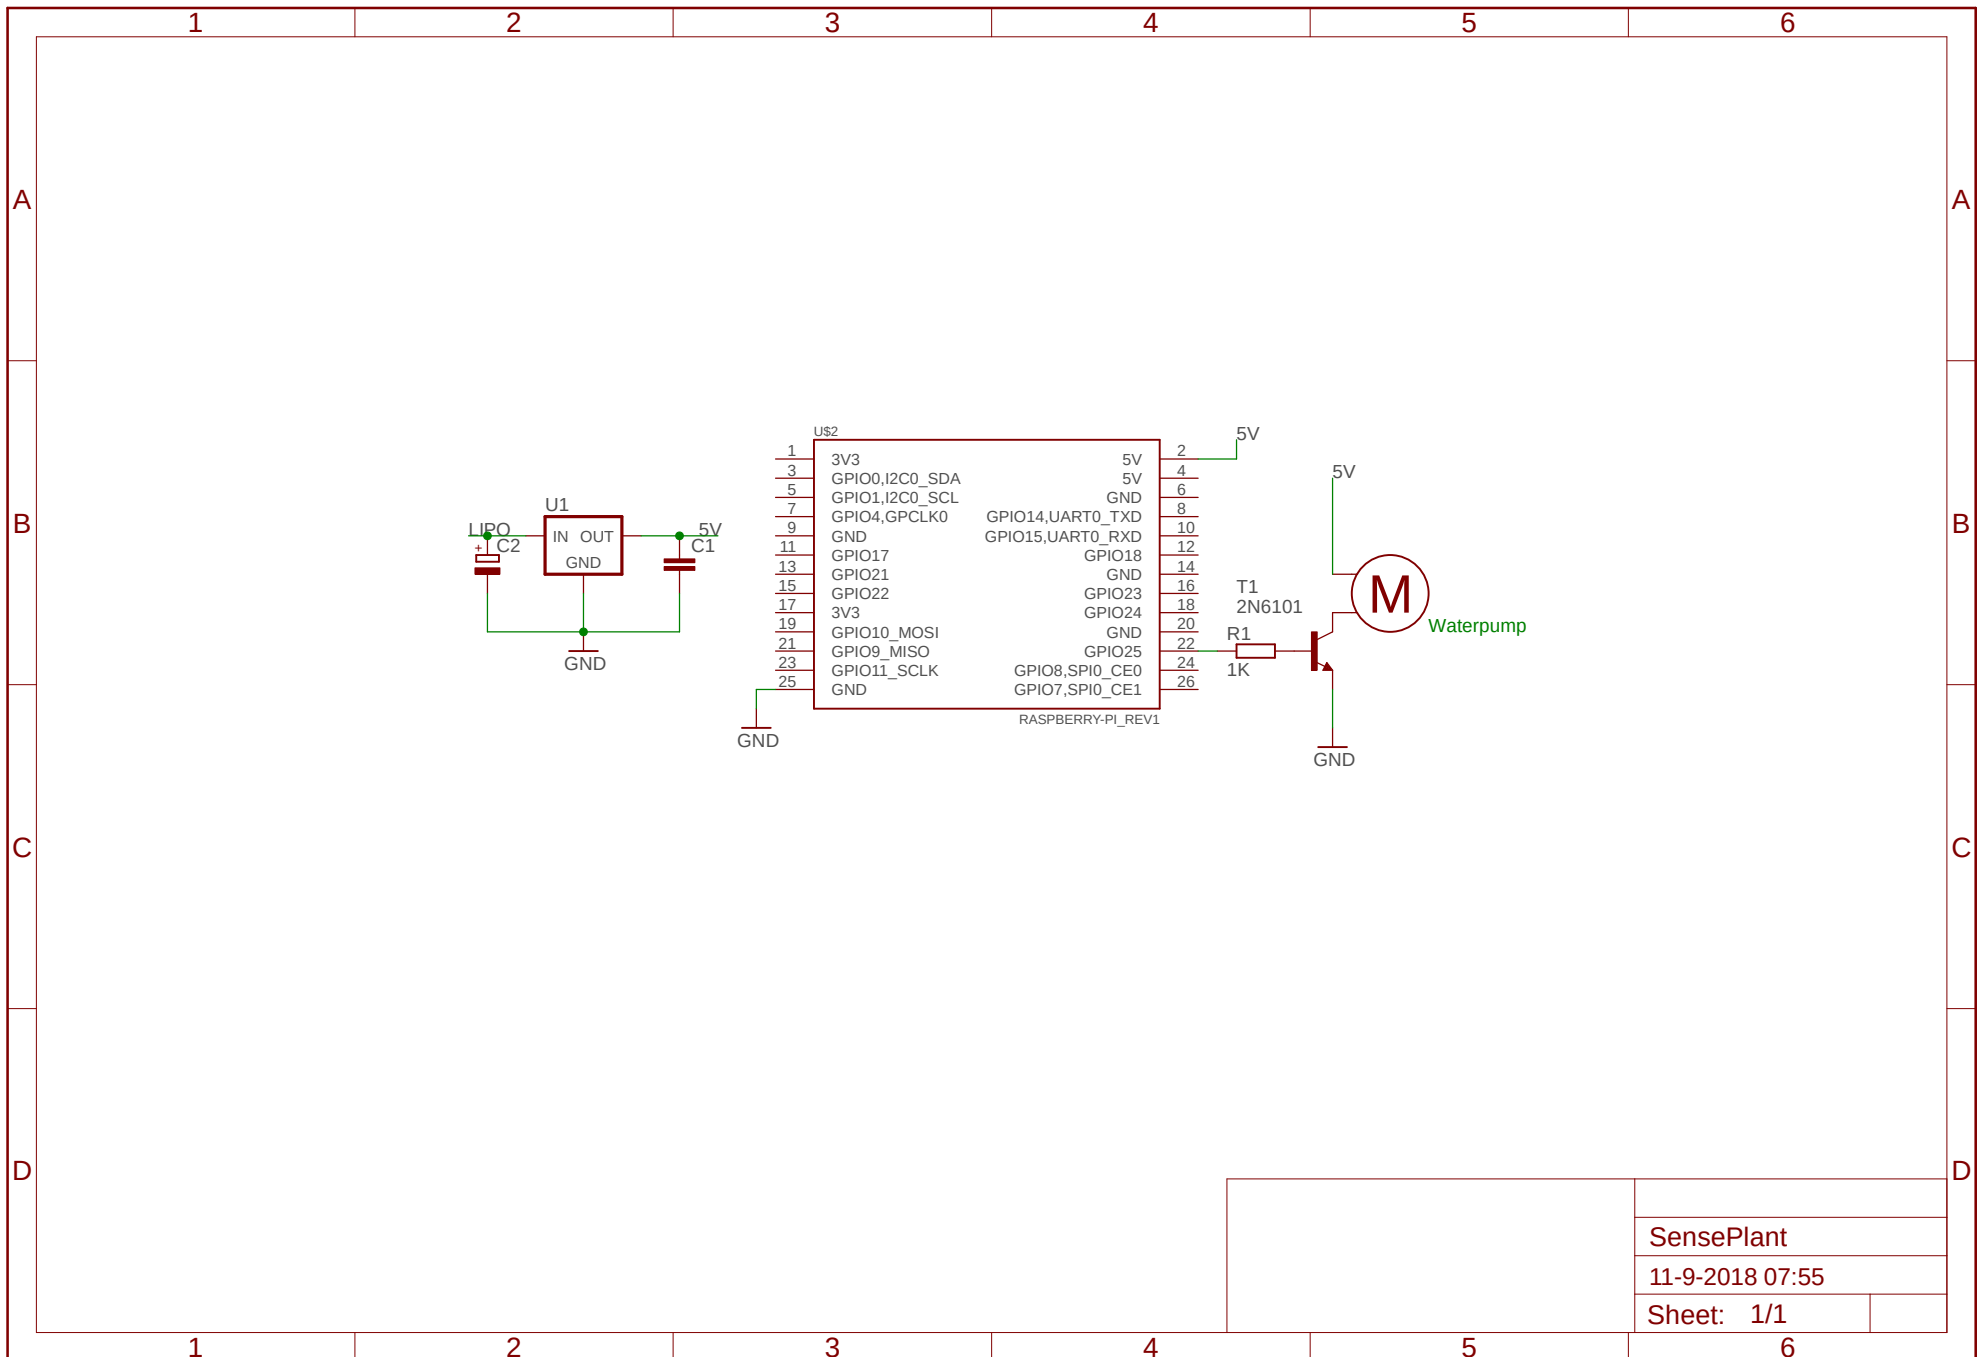 1 2 3 4 5 6
A A
B B
C C
D D
LIPO
+
C2
U1
IN OUT
GND
5V
C1
GND
U$2
1 3V3
3 GPIO0,I2C0_SDA
5 GPIO1,I2C0_SCL
7 GPIO4,GPCLK0
9 GND
11 GPIO17
13 GPIO21
15 GPIO22
17 3V3
19 GPIO10_MOSI
21 GPIO9_MISO
23 GPIO11_SCLK
25 GND
5V 2
5V 4
GND 6
GPIO14,UART0_TXD 8
GPIO15,UART0_RXD 10
GPIO18 12
GND 14
GPIO23 16
GPIO24 18
GND 20
GPIO25 22
GPIO8,SPI0_CE0 24
GPIO7,SPI0_CE1 26
RASPBERRY-PI_REV1
GND
5V
5V
T1
2N6101
R1
1K
M
Waterpump
GND
SensePlant
11-9-2018 07:55
Sheet: 1/1
1 2 3 4 5 6